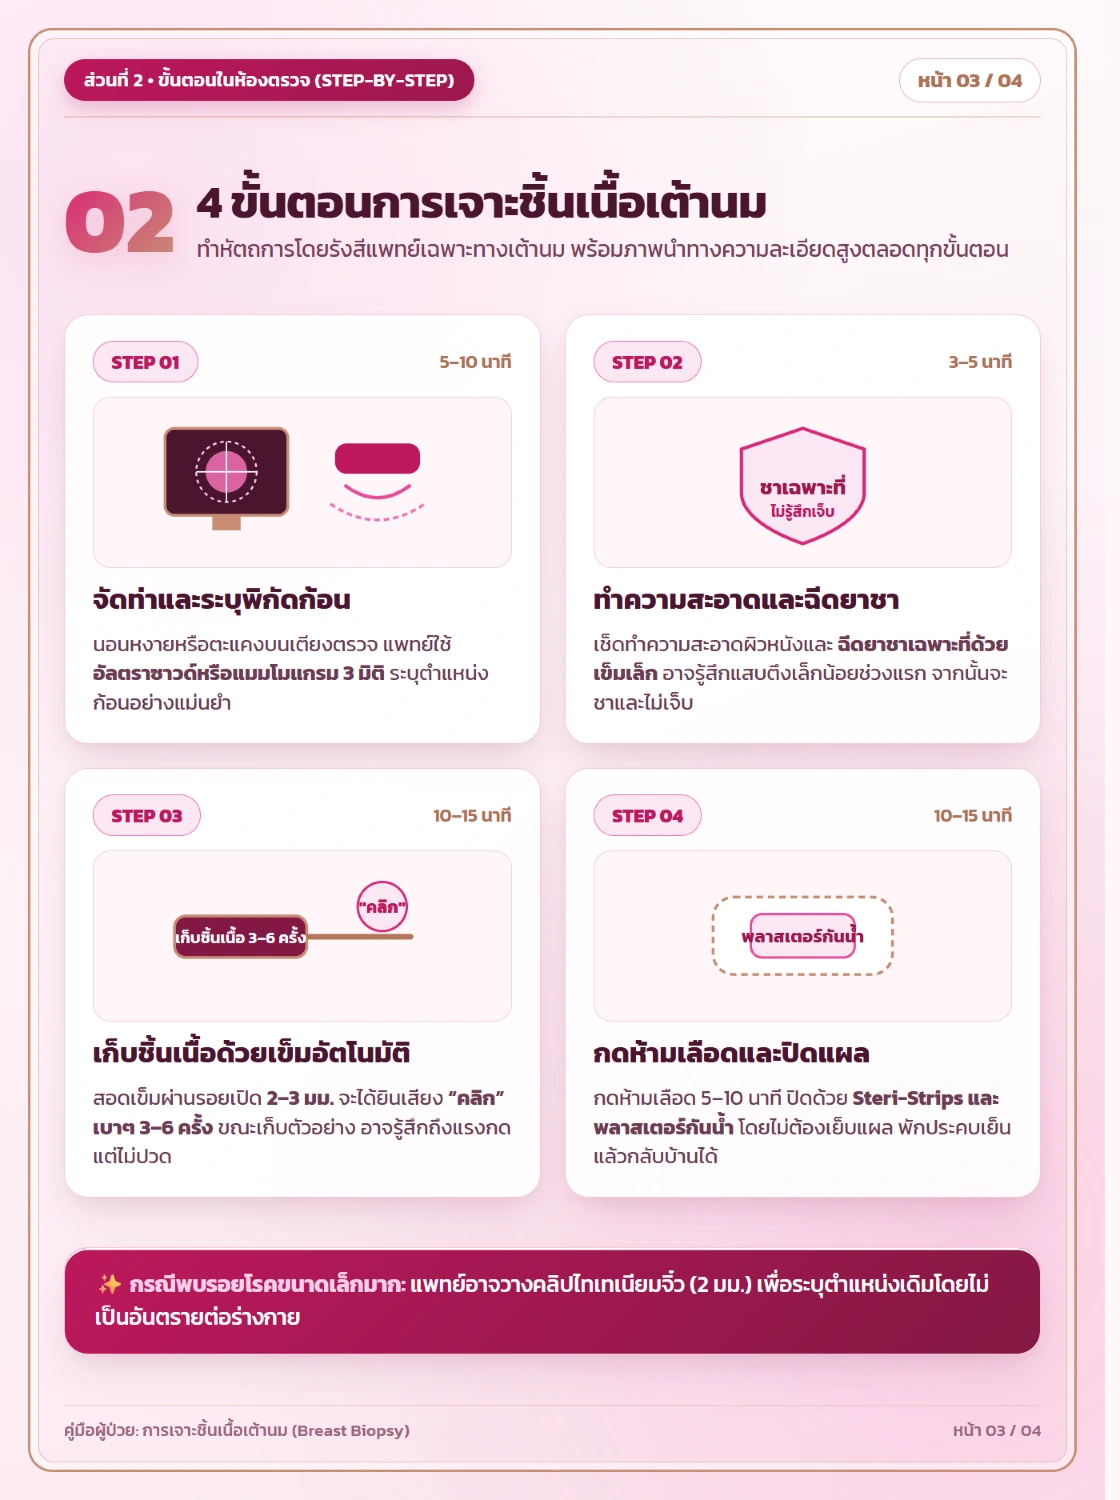 ส่วนที่ 2 • ขั้นตอนในห้องตรวจ (STEP-BY-STEP)
หน้า 03 / 04
02
4 ขั้นตอนการเจาะชิ้นเนื้อเต้านม
ทำหัตถการโดยรังสีแพทย์เฉพาะทางเต้านม พร้อมภาพนำทางความละเอียดสูงตลอดทุกขั้นตอน
STEP 01
5–10 นาที
จัดท่าและระบุพิกัดก้อน
นอนหงายหรือตะแคงบนเตียงตรวจ แพทย์ใช้
อัลตราซาวด์หรือแมมโมแกรม 3 มิติ ระบุตำแหน่ง
ก้อนอย่างแม่นยำ
STEP 02
3–5 นาที
ชาเฉพาะที่
ไม่รู้สึกเจ็บ
ทำความสะอาดและฉีดยาชา
เช็ดทำความสะอาดผิวหนังและ ฉีดยาชาเฉพาะที่ด้วย
เข็มเล็ก อาจรู้สึกแสบตึงเล็กน้อยช่วงแรก จากนั้นจะ
ชาและไม่เจ็บ
STEP 03
10–15 นาที
"คลิก"
เก็บชิ้นเนื้อ 3–6 ครั้ง
เก็บชิ้นเนื้อด้วยเข็มอัตโนมัติ
สอดเข็มผ่านรอยเปิด 2–3 มม. จะได้ยินเสียง "คลิก"
เบาๆ 3–6 ครั้ง ขณะเก็บตัวอย่าง อาจรู้สึกถึงแรงกด
แต่ไม่ปวด
STEP 04
10–15 นาที
พลาสเตอร์กันน้ำ
กดห้ามเลือดและปิดแผล
กดห้ามเลือด 5–10 นาที ปิดด้วย Steri-Strips และ
พลาสเตอร์กันน้ำ โดยไม่ต้องเย็บแผล พักประคบเย็น
แล้วกลับบ้านได้
✨ กรณีพบรอยโรคขนาดเล็กมาก: แพทย์อาจวางคลิปไทเทเนียมจิ๋ว (2 มม.) เพื่อระบุตำแหน่งเดิมโดยไม่
เป็นอันตรายต่อร่างกาย
คู่มือผู้ป่วย: การเจาะชิ้นเนื้อเต้านม (Breast Biopsy)
หน้า 03 / 04